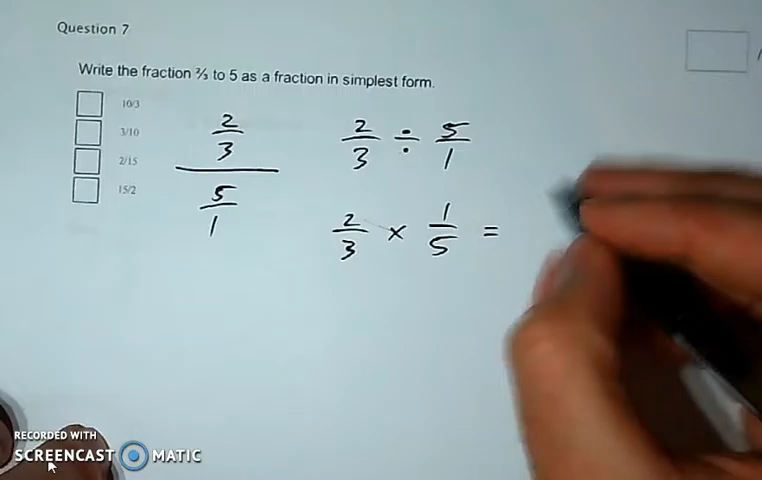 Question 7
Write the fraction ⅔ to 5 as a fraction in simplest form.
10/3
3/10
2/15
15/2
2
3
5
1
2/3 ÷ 5/1
2/3 × 1/5 =
RECORDED WITH
SCREENCAST MATIC